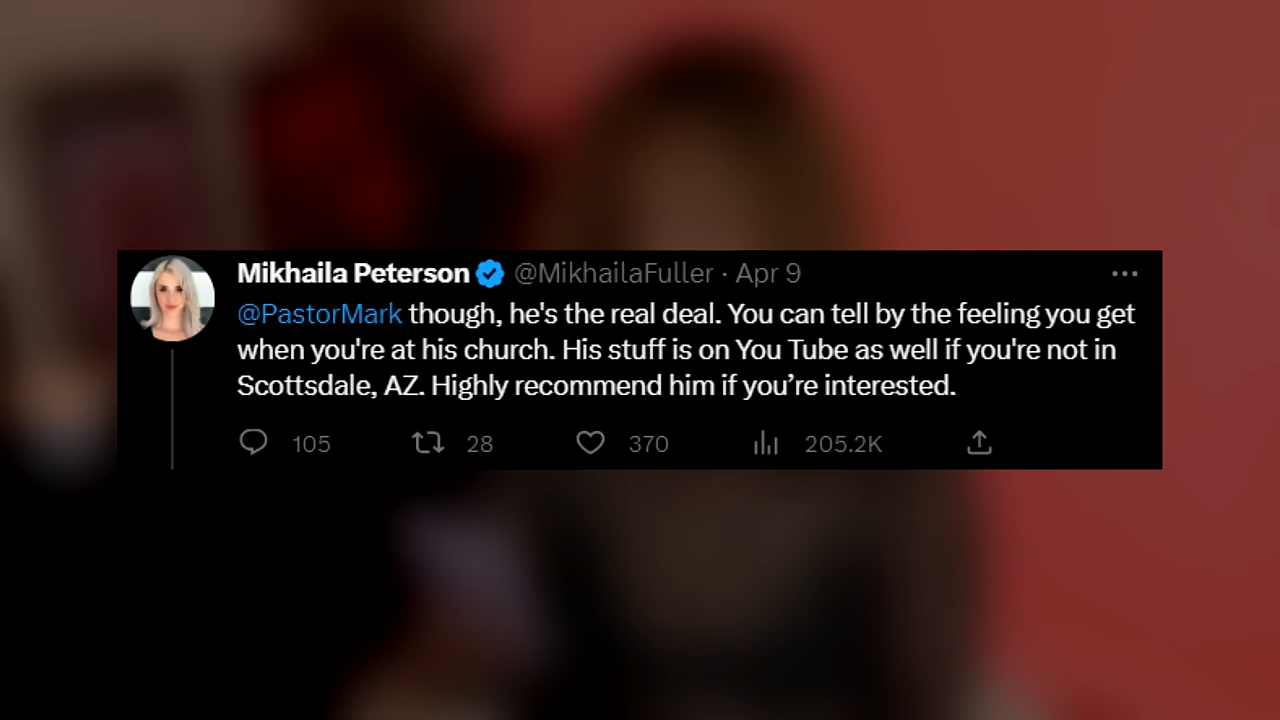 Mikhaila Peterson @MikhailaFuller · Apr 9
@PastorMark though, he's the real deal. You can tell by the feeling you get
when you're at his church. His stuff is on You Tube as well if you're not in
Scottsdale, AZ. Highly recommend him if you’re interested.
105 28 370 205.2K